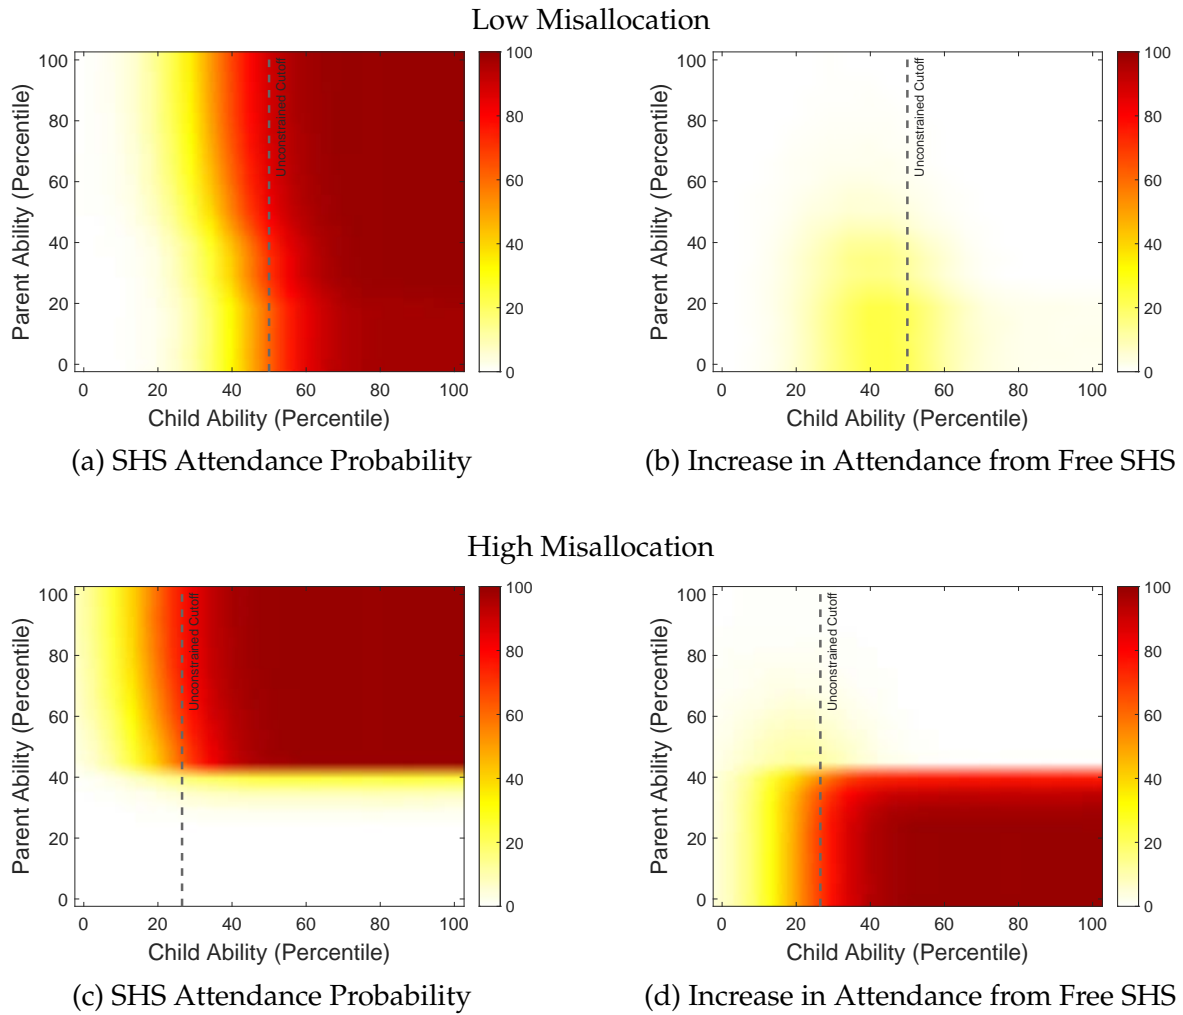 Low Misallocation
100
80
60
40
20
0
Parent Ability (Percentile)
0 20 40 60 80 100
Child Ability (Percentile)
Unconstrained Cutoff
100
80
60
40
20
0
(a) SHS Attendance Probability
100
80
60
40
20
0
Parent Ability (Percentile)
0 20 40 60 80 100
Child Ability (Percentile)
Unconstrained Cutoff
100
80
60
40
20
0
(b) Increase in Attendance from Free SHS
High Misallocation
100
80
60
40
20
0
Parent Ability (Percentile)
0 20 40 60 80 100
Child Ability (Percentile)
Unconstrained Cutoff
100
80
60
40
20
0
(c) SHS Attendance Probability
100
80
60
40
20
0
Parent Ability (Percentile)
0 20 40 60 80 100
Child Ability (Percentile)
Unconstrained Cutoff
100
80
60
40
20
0
(d) Increase in Attendance from Free SHS